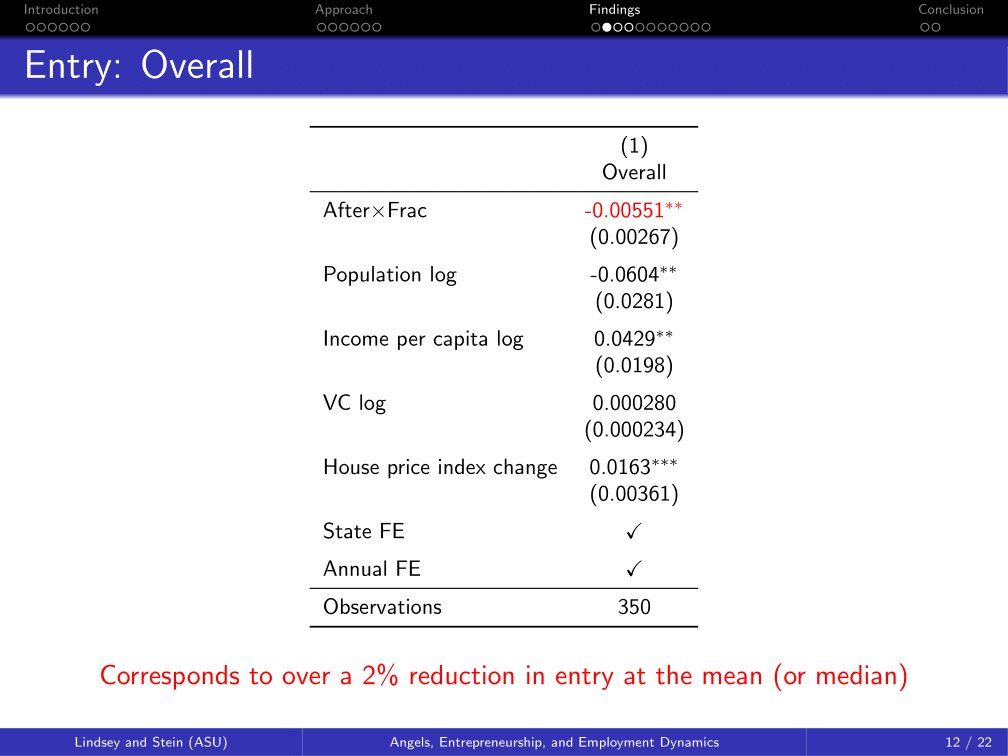 Introduction Approach Findings Conclusion
Entry: Overall
(1)
Overall
After×Frac -0.00551**
(0.00267)
Population log -0.0604**
(0.0281)
Income per capita log 0.0429**
(0.0198)
VC log 0.000280
(0.000234)
House price index change 0.0163***
(0.00361)
State FE ✓
Annual FE ✓
Observations 350
Corresponds to over a 2% reduction in entry at the mean (or median)
Lindsey and Stein (ASU) Angels, Entrepreneurship, and Employment Dynamics 12 / 22